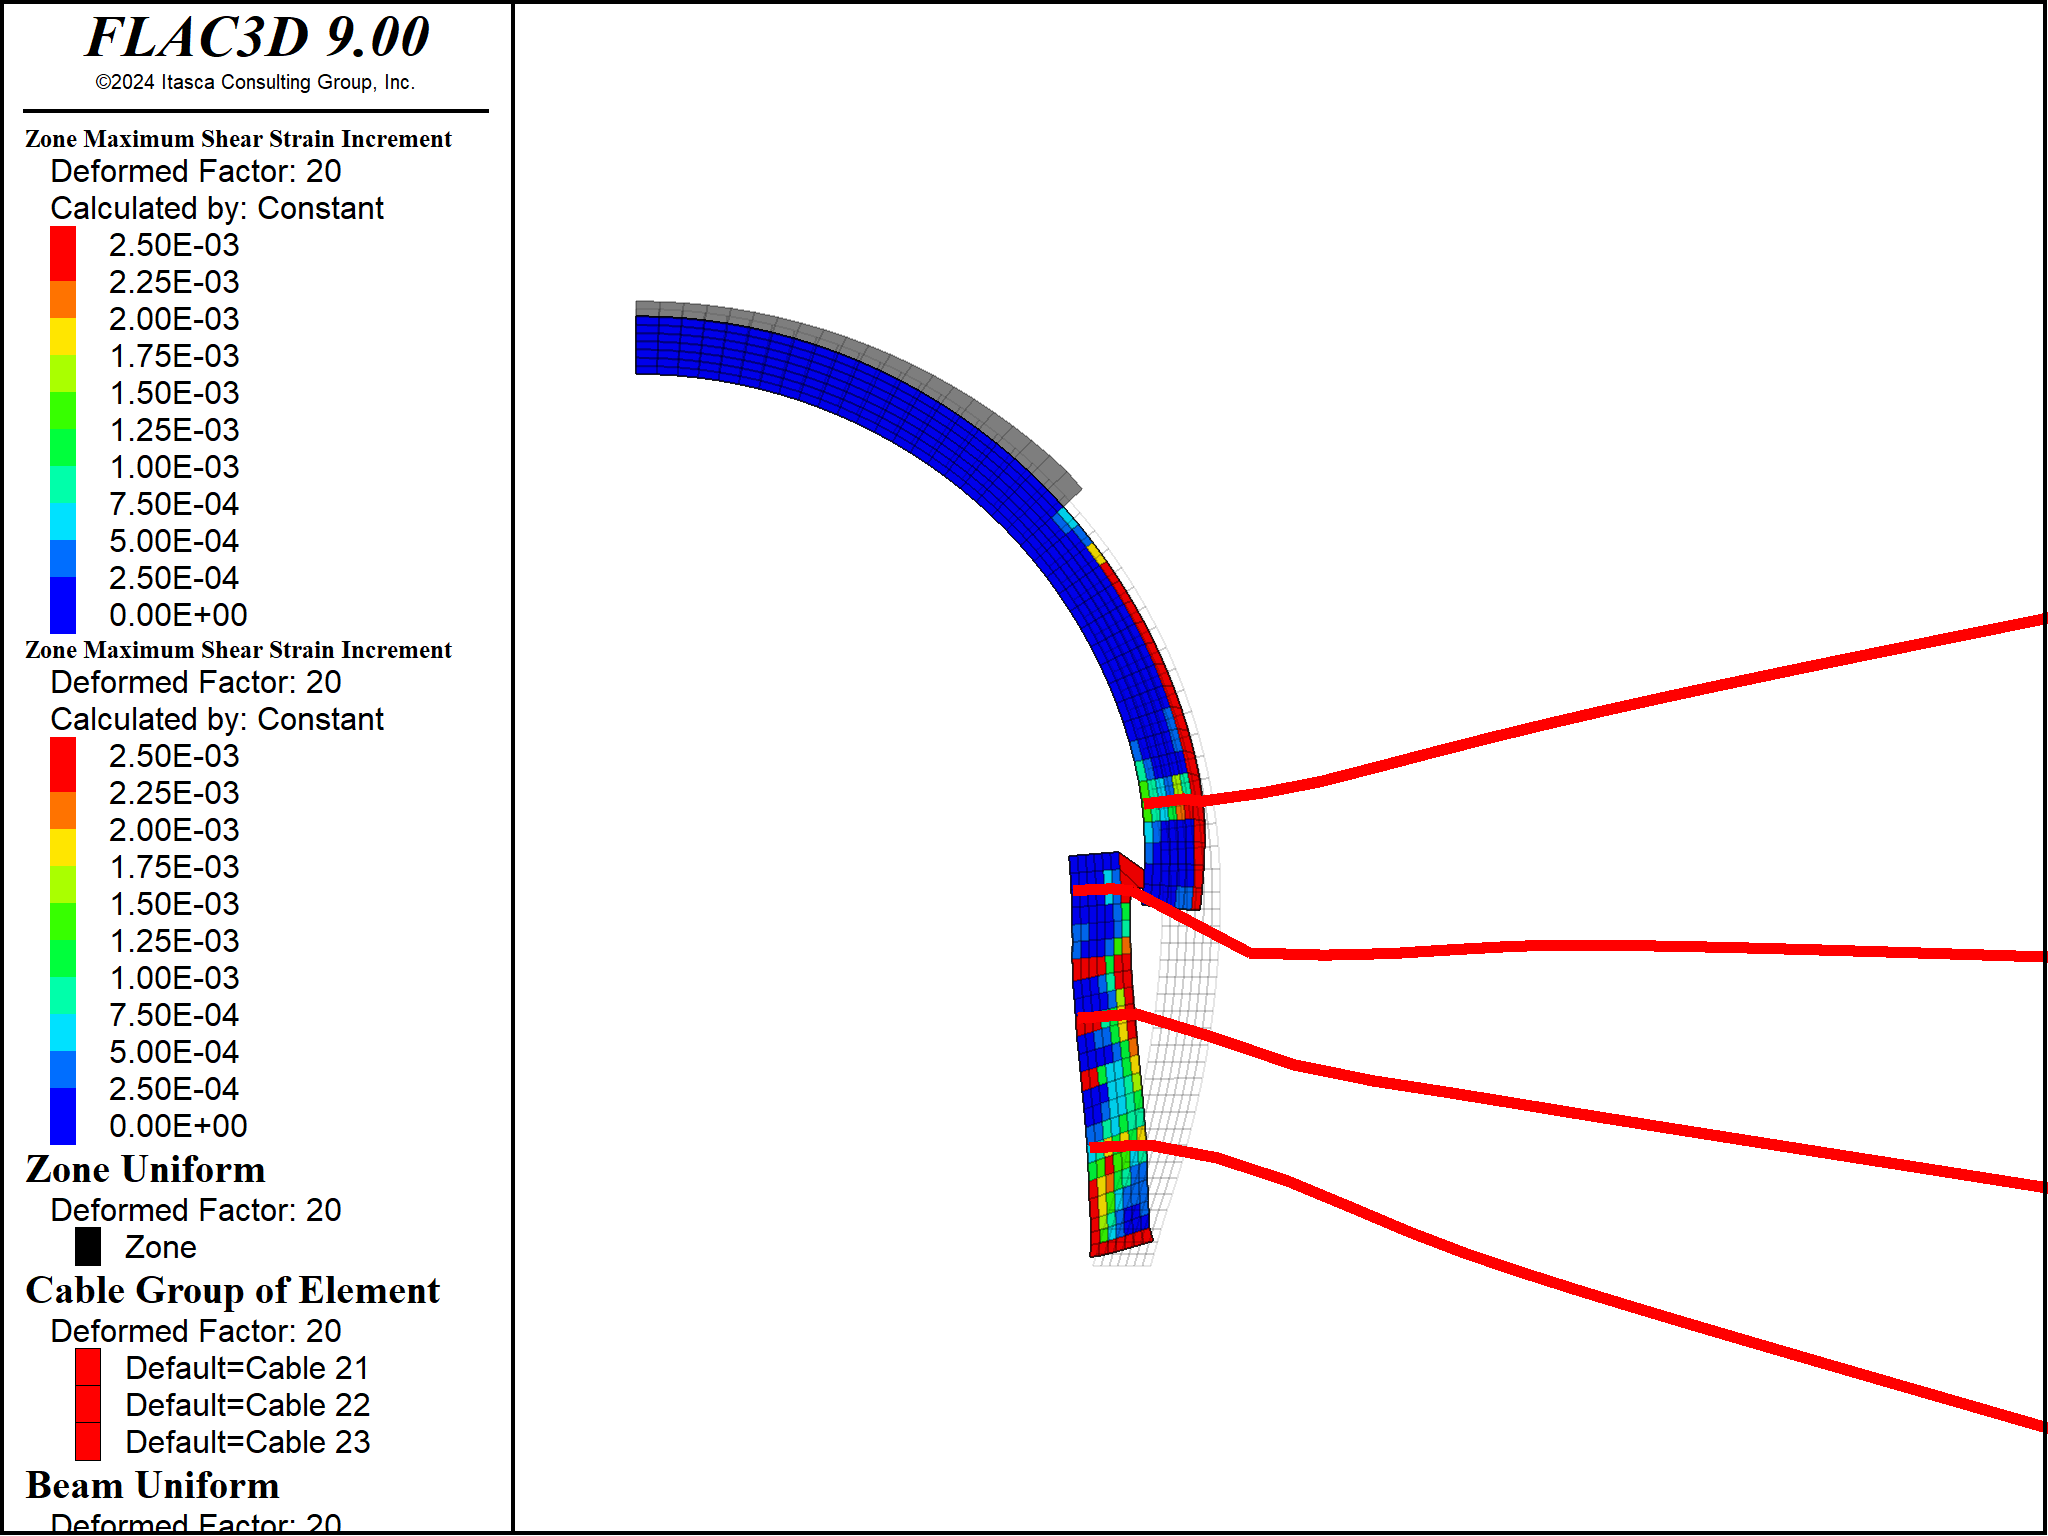 FLAC3D 9.00
©2024 Itasca Consulting Group, Inc.
Zone Maximum Shear Strain Increment
Deformed Factor: 20
Calculated by: Constant
2.50E-03
2.25E-03
2.00E-03
1.75E-03
1.50E-03
1.25E-03
1.00E-03
7.50E-04
5.00E-04
2.50E-04
0.00E+00
Zone Maximum Shear Strain Increment
Deformed Factor: 20
Calculated by: Constant
2.50E-03
2.25E-03
2.00E-03
1.75E-03
1.50E-03
1.25E-03
1.00E-03
7.50E-04
5.00E-04
2.50E-04
0.00E+00
Zone Uniform
Deformed Factor: 20
Zone
Cable Group of Element
Deformed Factor: 20
Default=Cable 21
Default=Cable 22
Default=Cable 23
Beam Uniform
Deformed Factor: 20